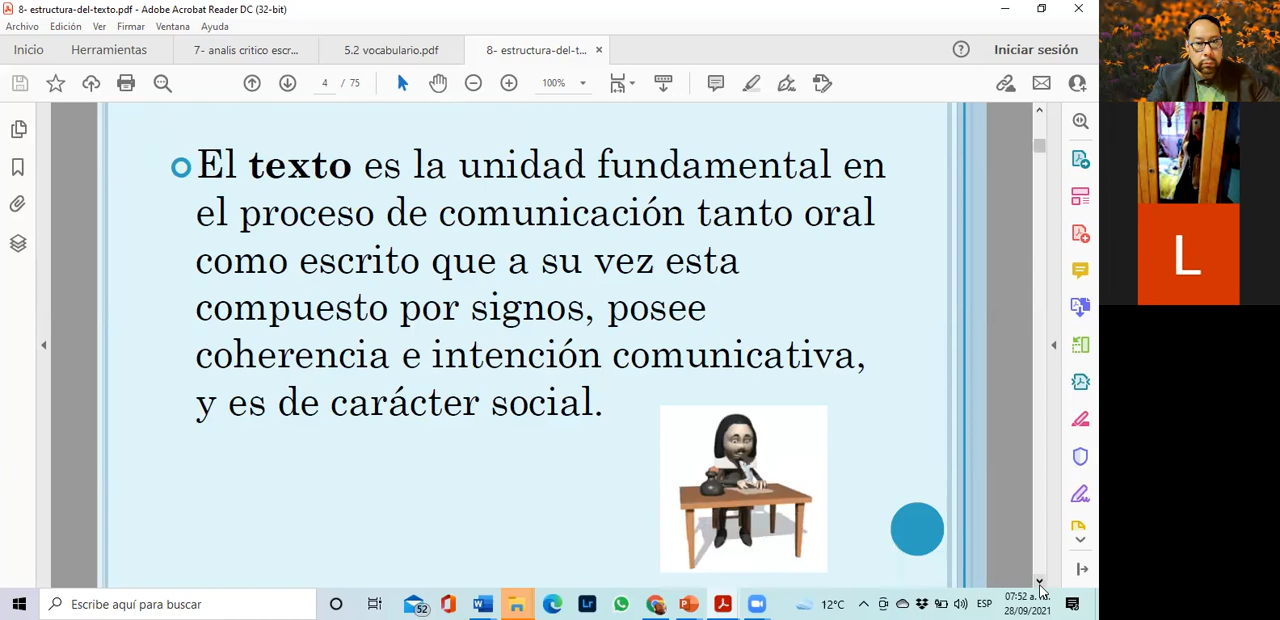 8- estructura-del-texto.pdf - Adobe Acrobat Reader DC (32-bit)
Archivo Edición Ver Firmar Ventana Ayuda
Inicio Herramientas 7- analis critico escr... 5.2 vocabulario.pdf 8- estructura-del-t... × Iniciar sesión
4 / 75 100%
El texto es la unidad fundamental en
el proceso de comunicación tanto oral
como escrito que a su vez esta
compuesto por signos, posee
coherencia e intención comunicativa,
y es de carácter social.
L
Escribe aquí para buscar
52
12°C
ESP
07:52 a.
28/09/2021